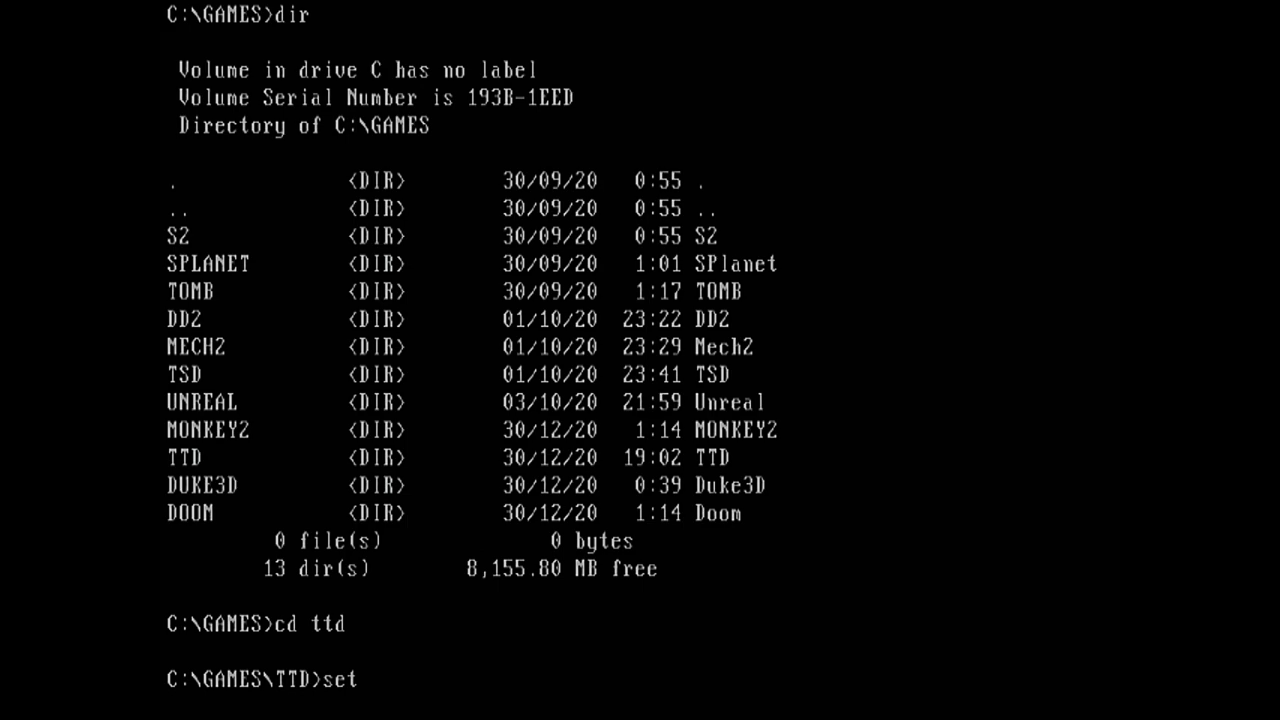 C:\GAMES>dir
Volume in drive C has no label
Volume Serial Number is 193B-1EED
Directory of C:\GAMES
. <DIR> 30/09/20 0:55 .
.. <DIR> 30/09/20 0:55 ..
S2 <DIR> 30/09/20 0:55 S2
SPLANET <DIR> 30/09/20 1:01 SPlanet
TOMB <DIR> 30/09/20 1:17 TOMB
DD2 <DIR> 01/10/20 23:22 DD2
MECH2 <DIR> 01/10/20 23:29 Mech2
TSD <DIR> 01/10/20 23:41 TSD
UNREAL <DIR> 03/10/20 21:59 Unreal
MONKEY2 <DIR> 30/12/20 1:14 MONKEY2
TTD <DIR> 30/12/20 19:02 TTD
DUKE3D <DIR> 30/12/20 0:39 Duke3D
DOOM <DIR> 30/12/20 1:14 Doom
0 file(s) 0 bytes
13 dir(s) 8,155.80 MB free
C:\GAMES>cd ttd
C:\GAMES\TTD>set